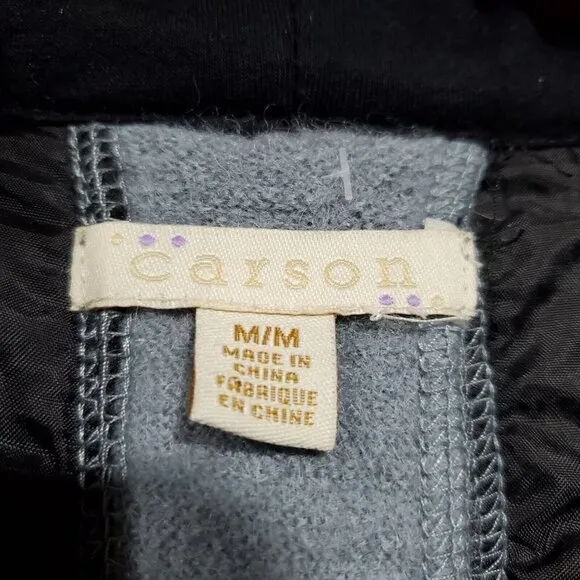 Carson
M/M
MADE IN
CHINA
FABRIQUE
EN CHINE